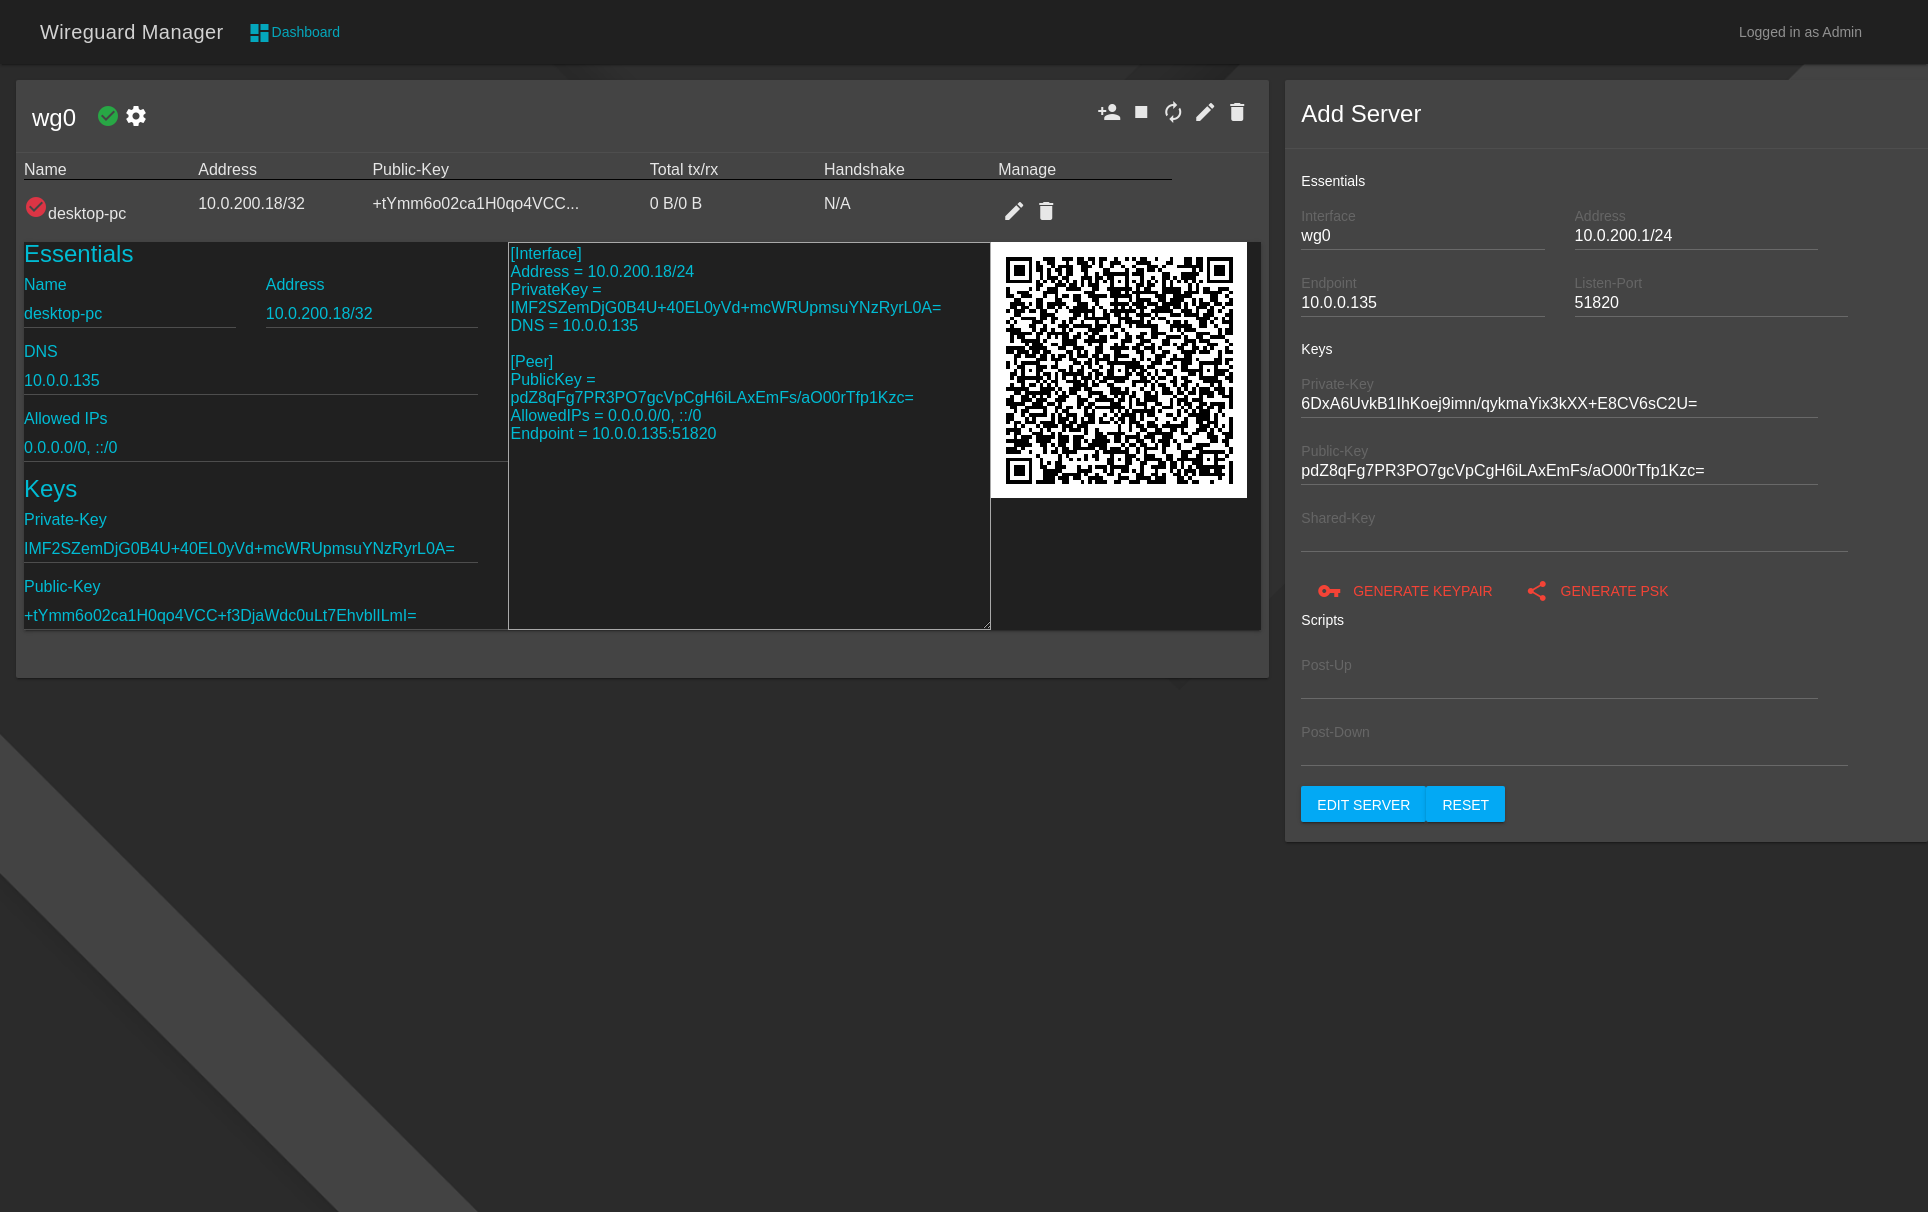 Wireguard Manager
Dashboard
Logged in as Admin
wg0
Name Address Public-Key Total tx/rx Handshake Manage
desktop-pc 10.0.200.18/32 +tYmm6o02ca1H0qo4VCC... 0 B/0 B N/A
Essentials
Name Address
desktop-pc 10.0.200.18/32
DNS
10.0.0.135
Allowed IPs
0.0.0.0/0, ::/0
Keys
Private-Key
IMF2SZemDjG0B4U+40EL0yVd+mcWRUpmsuYNzRyrL0A=
Public-Key
+tYmm6o02ca1H0qo4VCC+f3DjaWdc0uLt7EhvblILmI=
[Interface]
Address = 10.0.200.18/24
PrivateKey =
IMF2SZemDjG0B4U+40EL0yVd+mcWRUpmsuYNzRyrL0A=
DNS = 10.0.0.135
[Peer]
PublicKey =
pdZ8qFg7PR3PO7gcVpCgH6iLAxEmFs/aO00rTfp1Kzc=
AllowedIPs = 0.0.0.0/0, ::/0
Endpoint = 10.0.0.135:51820
Add Server
Essentials
Interface Address
wg0 10.0.200.1/24
Endpoint Listen-Port
10.0.0.135 51820
Keys
Private-Key
6DxA6UvkB1IhKoej9imn/qykmaYix3kXX+E8CV6sC2U=
Public-Key
pdZ8qFg7PR3PO7gcVpCgH6iLAxEmFs/aO00rTfp1Kzc=
Shared-Key
GENERATE KEYPAIR GENERATE PSK
Scripts
Post-Up
Post-Down
EDIT SERVER RESET